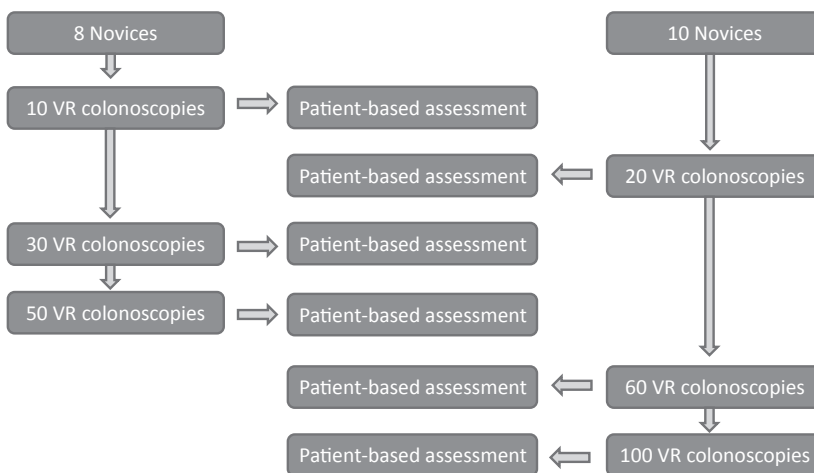 8 Novices
10 Novices
10 VR colonoscopies
Patient-based assessment
Patient-based assessment
20 VR colonoscopies
30 VR colonoscopies
Patient-based assessment
50 VR colonoscopies
Patient-based assessment
Patient-based assessment
60 VR colonoscopies
Patient-based assessment
100 VR colonoscopies